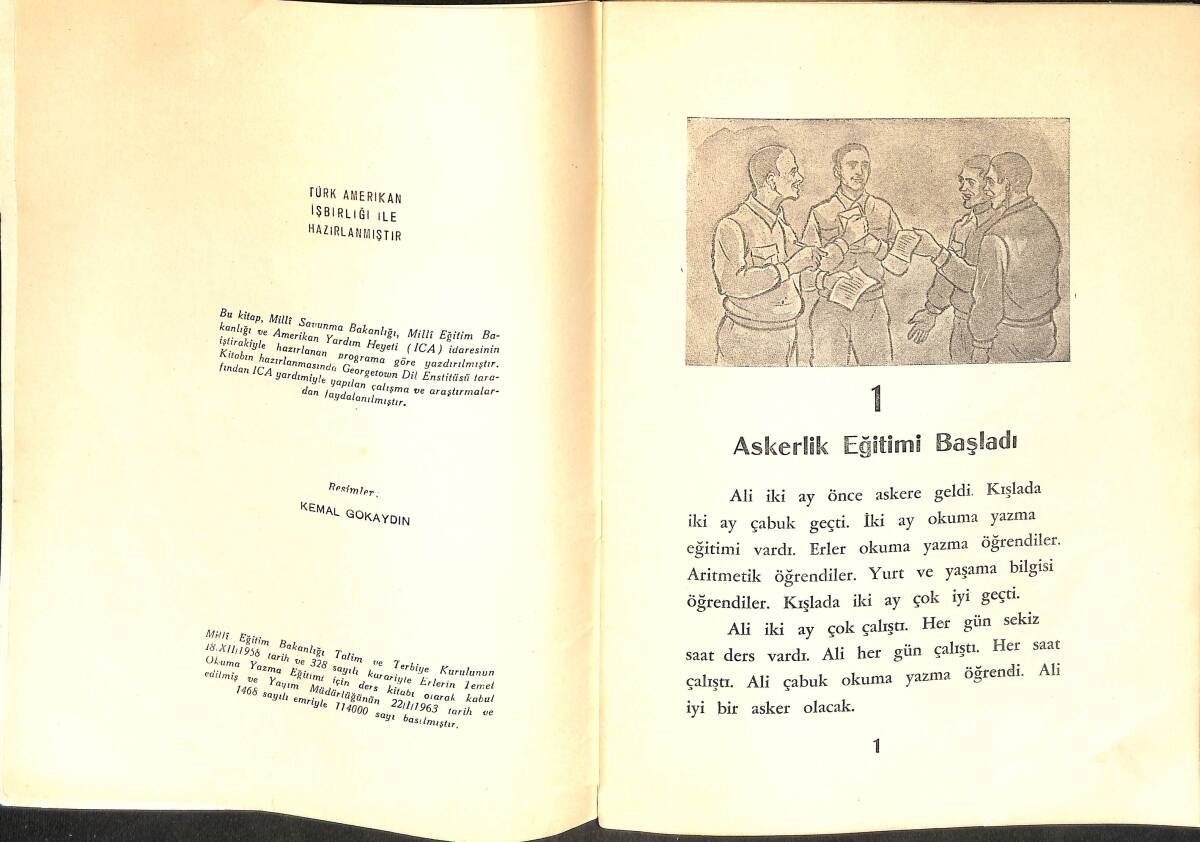 TÜRK AMERIKAN
İŞBIRLIĞI ILE
HAZIRLANMIŞTIR
Bu kitap, Millî Savunma Bakanlığı, Millî Eğitim Ba-
kanlığı ve Amerikan Yardım Heyeti (ICA) idaresinin
iştirakiyle hazırlanan programa göre yazdırılmıştır.
Kitabın hazırlanmasında Georgetown Dil Enstitüsü tara-
fından ICA yardımiyle yapılan çalışma ve araştırmalar-
dan faydalanılmıştır.
Resimler:
KEMAL GOKAYDIN
Millî Eğitim Bakanlığı Talim ve Terbiye Kurulunun
18.XII/1958 tarih ve 328 sayılı kurariyle Erlerin Temel
Okuma Yazma Eğitimi için ders kitabı olarak kabul
edilmiş ve Yayım Müdürlüğünün 22/I/1963 tarih ve
1468 sayılı emriyle 114000 sayı basılmıştır.
1
Askerlik Eğitimi Başladı
Ali iki ay önce askere geldi. Kışlada
iki ay çabuk geçti. İki ay okuma yazma
eğitimi vardı. Erler okuma yazma öğrendiler.
Aritmetik öğrendiler. Yurt ve yaşama bilgisi
öğrendiler. Kışlada iki ay çok iyi geçti.
Ali iki ay çok çalıştı. Her gün sekiz
saat ders vardı. Ali her gün çalıştı. Her saat
çalıştı. Ali çabuk okuma yazma öğrendi. Ali
iyi bir asker olacak.
1